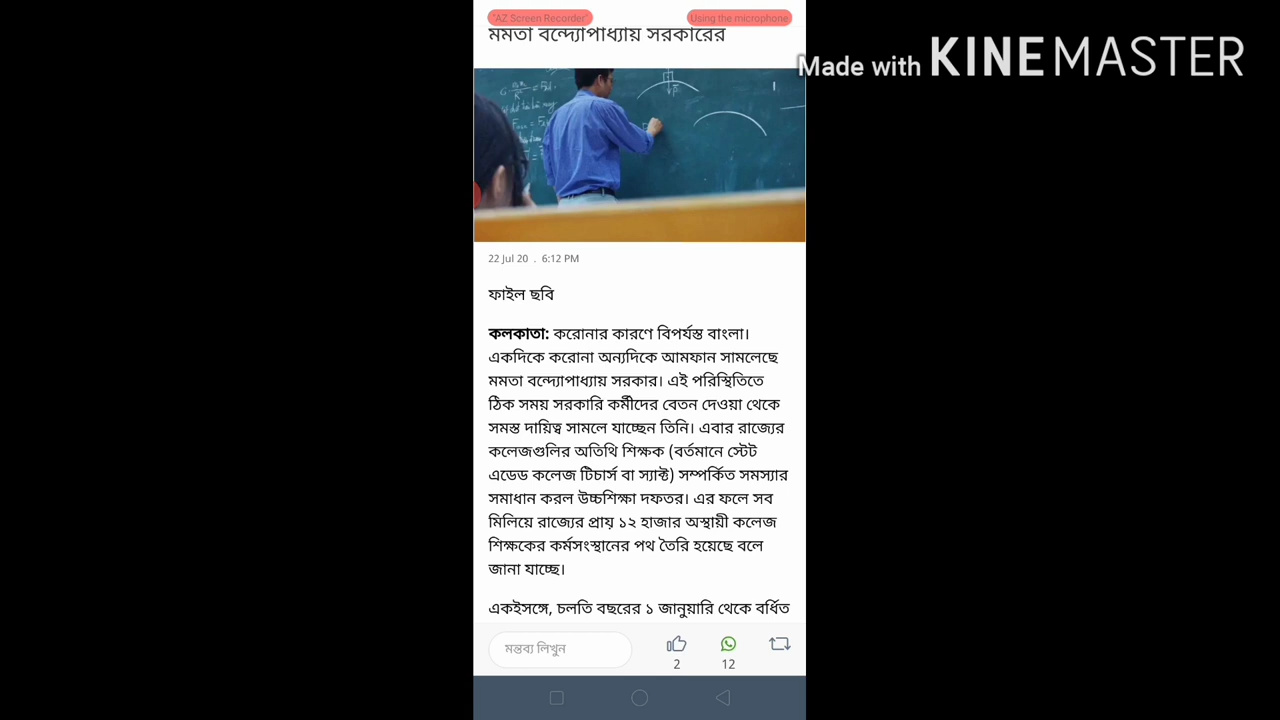 "AZ Screen Recorder"
Using the microphone
মমতা বন্দ্যোপাধ্যায় সরকারের
Made with KINEMASTER
22 Jul 20 . 6:12 PM
ফাইল ছবি
কলকাতা: করোনার কারণে বিপর্যস্ত বাংলা।
একদিকে করোনা অন্যদিকে আমফান সামলেছে
মমতা বন্দ্যোপাধ্যায় সরকার। এই পরিস্থিতিতে
ঠিক সময় সরকারি কর্মীদের বেতন দেওয়া থেকে
সমস্ত দায়িত্ব সামলে যাচ্ছেন তিনি। এবার রাজ্যের
কলেজগুলির অতিথি শিক্ষক (বর্তমানে স্টেট
এডেড কলেজ টিচার্স বা স্যাক্ট) সম্পর্কিত সমস্যার
সমাধান করল উচ্চশিক্ষা দফতর। এর ফলে সব
মিলিয়ে রাজ্যের প্রায় ১২ হাজার অস্থায়ী কলেজ
শিক্ষকের কর্মসংস্থানের পথ তৈরি হয়েছে বলে
জানা যাচ্ছে।
একইসঙ্গে, চলতি বছরের ১ জানুয়ারি থেকে বর্ধিত
মন্তব্য লিখুন
2
12